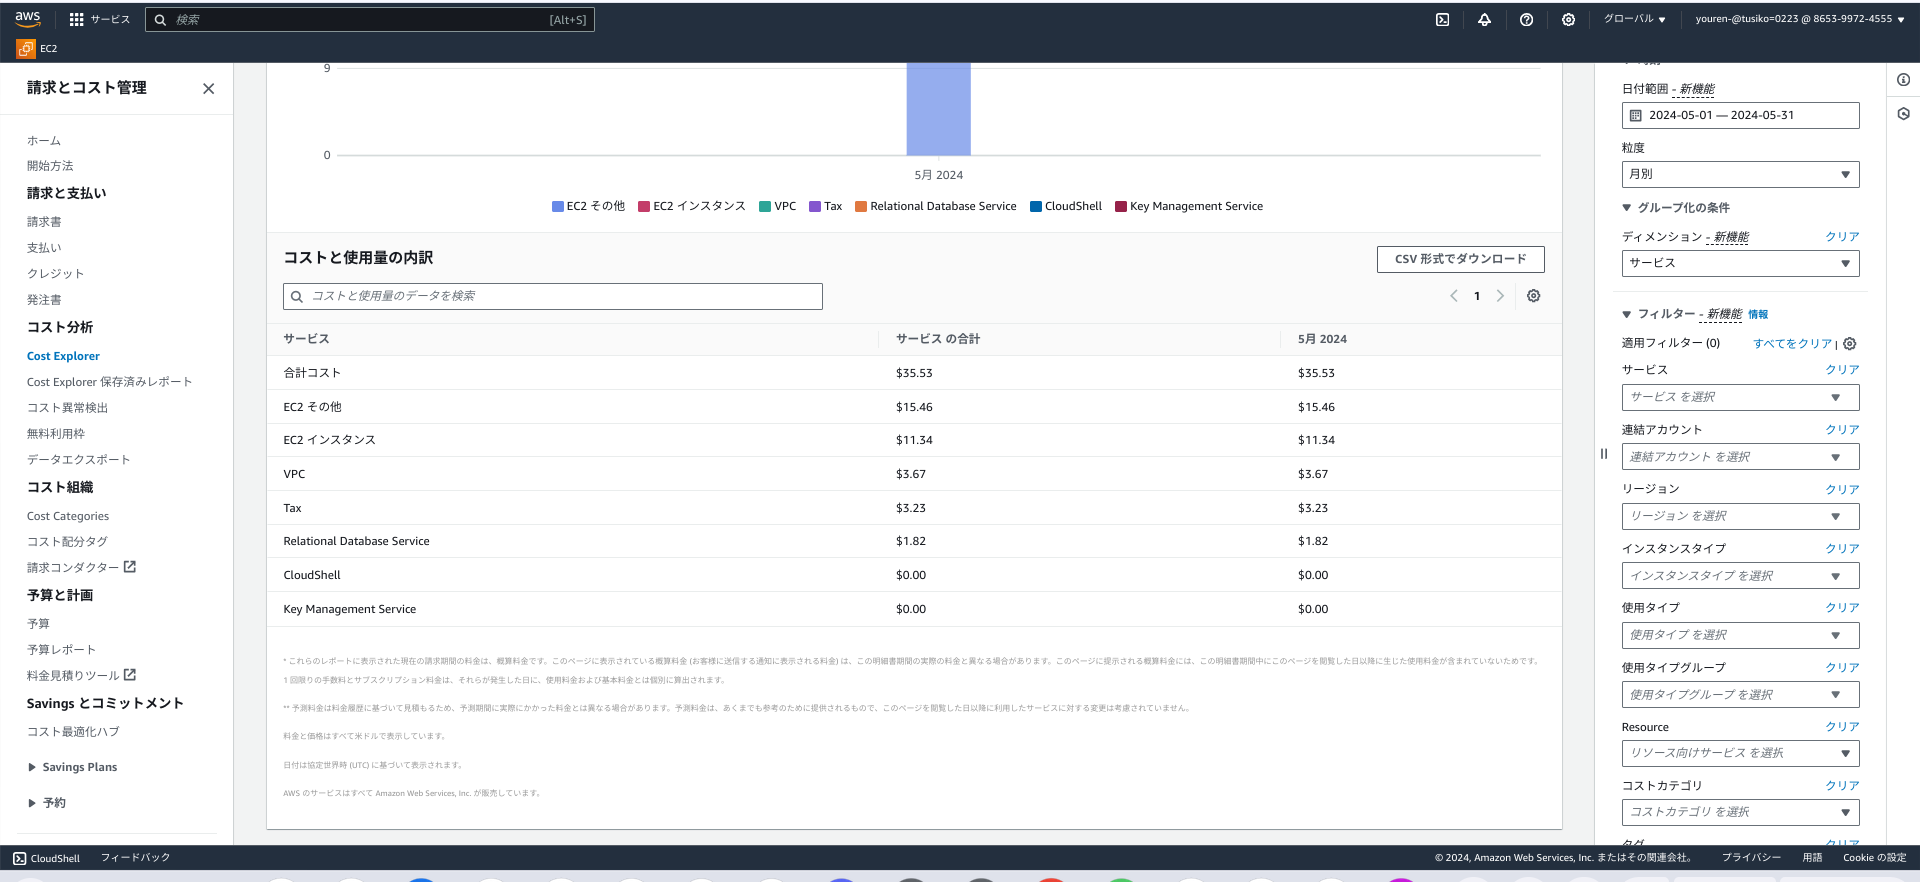 aws
サービス
検索
[Alt+S]
グローバル ▼
youren-@tusiko=0223 @ 8653-9972-4555 ▼
EC2
請求とコスト管理
ホーム
開始方法
請求と支払い
請求書
支払い
クレジット
発注書
コスト分析
Cost Explorer
Cost Explorer 保存済みレポート
コスト異常検出
無料利用枠
データエクスポート
コスト組織
Cost Categories
コスト配分タグ
請求コンダクター
予算と計画
予算
予算レポート
料金見積りツール
Savings とコミットメント
コスト最適化ハブ
Savings Plans
予約
9
0
5月 2024
EC2 その他 EC2 インスタンス VPC Tax Relational Database Service CloudShell Key Management Service
コストと使用量の内訳
CSV 形式でダウンロード
コストと使用量のデータを検索
1
サービス サービス の合計 5月 2024
合計コスト $35.53 $35.53
EC2 その他 $15.46 $15.46
EC2 インスタンス $11.34 $11.34
VPC $3.67 $3.67
Tax $3.23 $3.23
Relational Database Service $1.82 $1.82
CloudShell $0.00 $0.00
Key Management Service $0.00 $0.00
* これらのレポートに表示された現在の請求期間の料金は、概算料金です。このページに表示されている概算料金 (お客様に送信する通知に表示される料金) は、この明細書期間の実際の料金と異なる場合があります。このページに提示される概算料金には、この明細書期間中にこのページを閲覧した日以降に生じた使用料金が含まれていないためです。
1 回限りの手数料とサブスクリプション料金は、それらが発生した日に、使用料金および基本料金とは個別に算出されます。
** 予測料金は料金履歴に基づいて見積もるため、予測期間に実際にかかった料金とは異なる場合があります。予測料金は、あくまでも参考のために提供されるもので、このページを閲覧した日以降に利用したサービスに対する変更は考慮されていません。
料金と価格はすべて米ドルで表示しています。
日付は協定世界時 (UTC) に基づいて表示されます。
AWS のサービスはすべて Amazon Web Services, Inc. が販売しています。
日付範囲 - 新機能
2024-05-01 — 2024-05-31
粒度
月別
グループ化の条件
ディメンション - 新機能 クリア
サービス
フィルター - 新機能 情報
適用フィルター (0) すべてをクリア |
サービス クリア
サービス を選択
連結アカウント クリア
連結アカウント を選択
リージョン クリア
リージョン を選択
インスタンスタイプ クリア
インスタンスタイプ を選択
使用タイプ クリア
使用タイプ を選択
使用タイプグループ クリア
使用タイプグループ を選択
Resource クリア
リソース向けサービス を選択
コストカテゴリ クリア
コストカテゴリ を選択
タグ クリア
CloudShell フィードバック
© 2024, Amazon Web Services, Inc. またはその関連会社。 プライバシー 用語 Cookie の設定